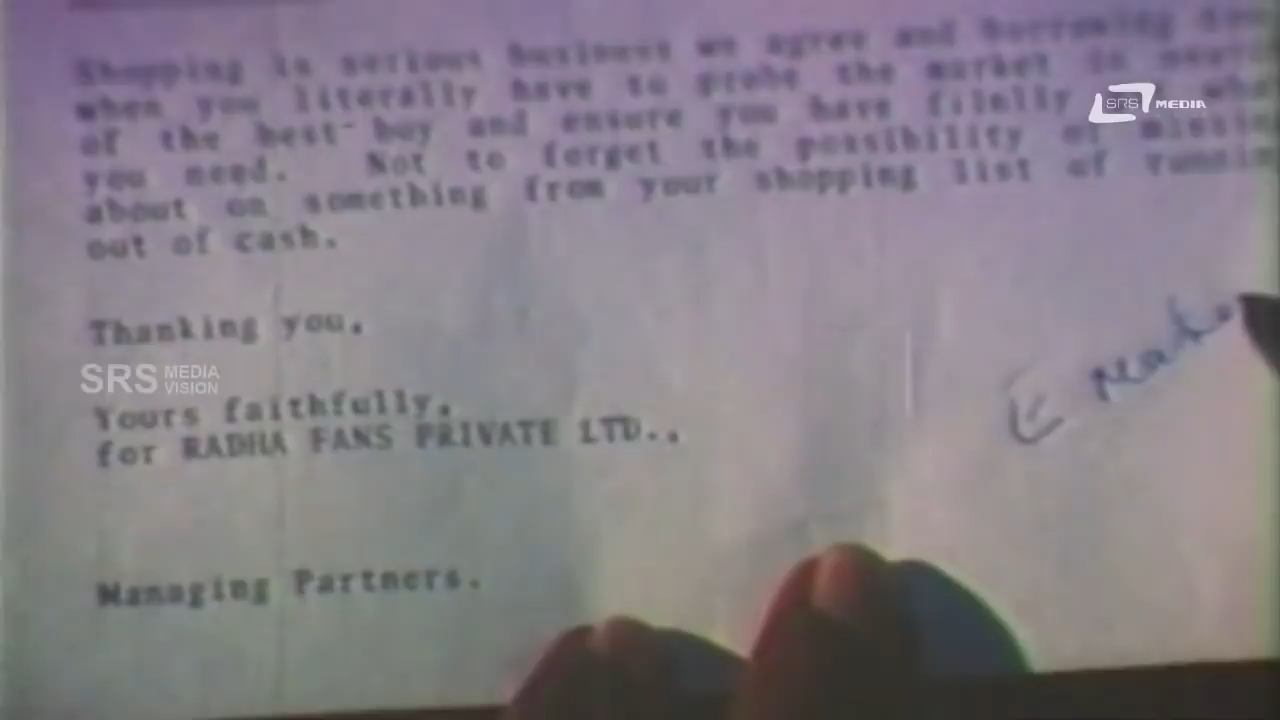 Shopping is serious business we agree and borrowing
when you literally have to probe the market in
of the best-buy and ensure you have filnlly
you need. Not to forget the possibility of
about on something from your shopping list of
out of cash.
Thanking you,
Yours faithfully,
for RADHA FANS PRIVATE LTD.,
Managing Partners.
SRS MEDIA
SRS MEDIA VISION